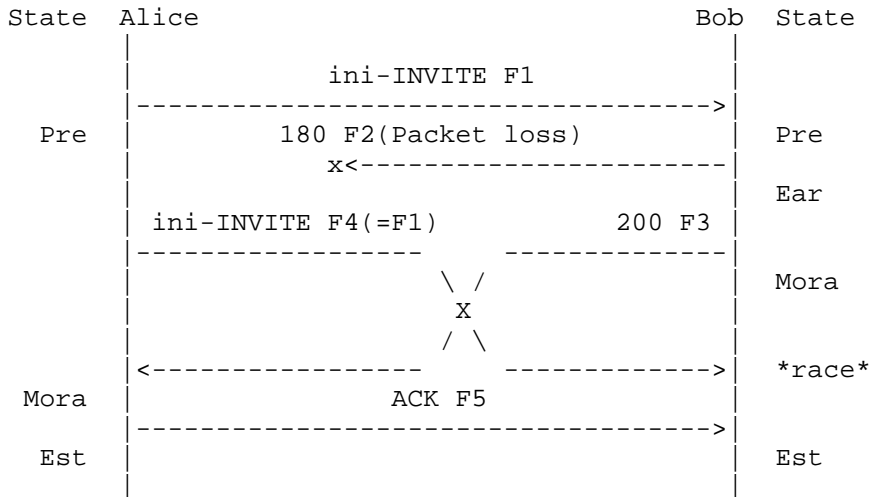 State Alice Bob State
ini-INVITE F1
------------------------------------>
Pre 180 F2(Packet loss) Pre
x<-----------------------
Ear
ini-INVITE F4(=F1) 200 F3
------------------ --------------
\ / Mora
X
/ \
<----------------- -------------> *race*
Mora ACK F5
------------------------------------>
Est Est